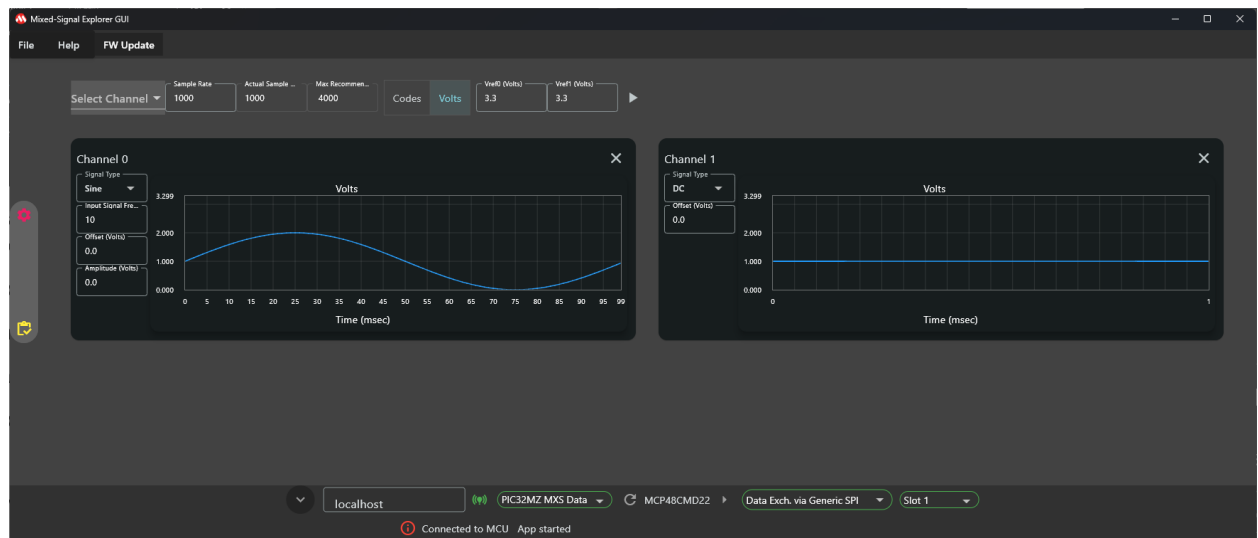 Mixed-Signal Explorer GUI
File Help FW Update
Select Channel
Sample Rate
1000
Actual Sample ...
1000
Max Recommen...
4000
Codes Volts
Vref0 (Volts)
3.3
Vref1 (Volts)
3.3
Channel 0
Signal Type
Sine
Input Signal Fre...
10
Offset (Volts)
0.0
Amplitude (Volts)
0.0
Volts
3.299
2.000
1.000
0.000
0 5 10 15 20 25 30 35 40 45 50 55 60 65 70 75 80 85 90 95 99
Time (msec)
Channel 1
Signal Type
DC
Offset (Volts)
0.0
Volts
3.299
2.000
1.000
0.000
0 1
Time (msec)
localhost PIC32MZ MXS Data MCP48CMD22 Data Exch. via Generic SPI Slot 1
Connected to MCU App started